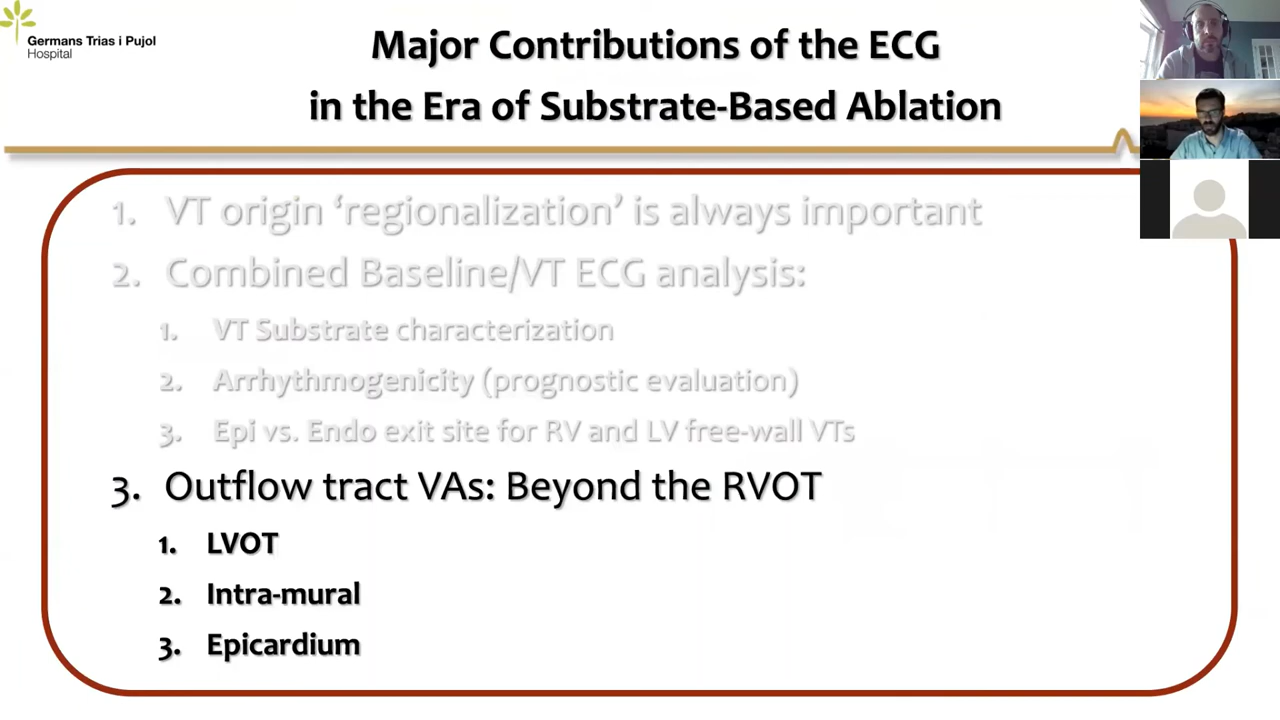 Germans Trias i Pujol
Hospital
Major Contributions of the ECG
in the Era of Substrate-Based Ablation
1. VT origin ‘regionalization’ is always important
2. Combined Baseline/VT ECG analysis:
1. VT Substrate characterization
2. Arrhythmogenicity (prognostic evaluation)
3. Epi vs. Endo exit site for RV and LV free-wall VTs
3. Outflow tract VAs: Beyond the RVOT
1. LVOT
2. Intra-mural
3. Epicardium